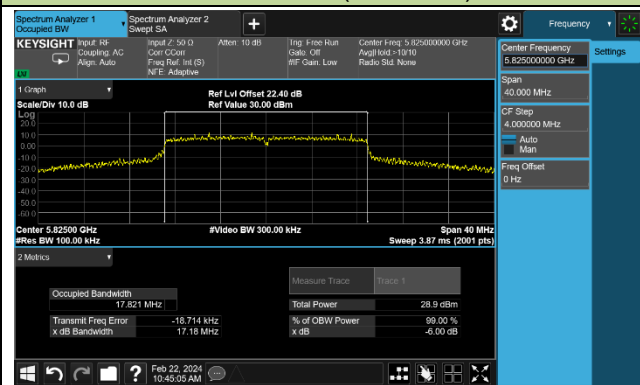 Spectrum Analyzer 1
Occupied BW
Spectrum Analyzer 2
Swept SA
+
Frequency
KEYSIGHT
Input: RF
Coupling: AC
Align: Auto
Input Z: 50 Ω
Corr CCorr
Freq Ref: Int (S)
NFE: Adaptive
Atten: 10 dB
Trig: Free Run
Gate: Off
#IF Gain: Low
Center Freq: 5.825000000 GHz
Avg|Hold:>10/10
Radio Std: None
Center Frequency
5.825000000 GHz
Settings
Span
40.000 MHz
CF Step
4.000000 MHz
Auto
Man
Freq Offset
0 Hz
1 Graph
Scale/Div 10.0 dB
Ref Lvl Offset 22.40 dB
Ref Value 30.00 dBm
Log
20.0
10.0
0.00
-10.0
-20.0
-30.0
-40.0
-50.0
-60.0
Center 5.82500 GHz
#Res BW 100.00 kHz
#Video BW 300.00 kHz
Span 40 MHz
Sweep 3.87 ms (2001 pts)
2 Metrics
Measure Trace
Trace 1
Occupied Bandwidth
17.821 MHz
Total Power
28.9 dBm
Transmit Freq Error
-18.714 kHz
% of OBW Power
99.00 %
x dB Bandwidth
17.18 MHz
x dB
-6.00 dB
?
Feb 22, 2024
10:45:05 AM